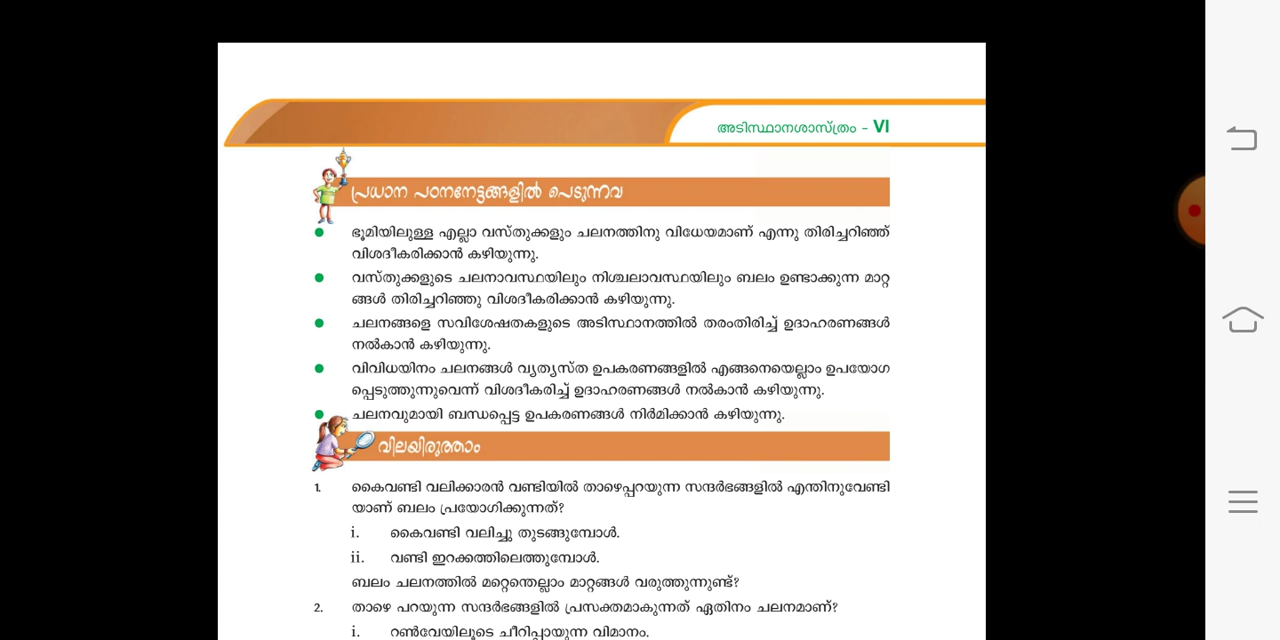 അടിസ്ഥാനശാസ്ത്രം - VI
പ്രധാന പഠനനേട്ടങ്ങളിൽ പെടുന്നവ
● ഭൂമിയിലുള്ള എല്ലാ വസ്തുക്കളും ചലനത്തിനു വിധേയമാണ് എന്നു തിരിച്ചറിഞ്ഞ്
വിശദീകരിക്കാൻ കഴിയുന്നു.
● വസ്തുക്കളുടെ ചലനാവസ്ഥയിലും നിശ്ചലാവസ്ഥയിലും ബലം ഉണ്ടാക്കുന്ന മാറ്റ
ങ്ങൾ തിരിച്ചറിഞ്ഞു വിശദീകരിക്കാൻ കഴിയുന്നു.
● ചലനങ്ങളെ സവിശേഷതകളുടെ അടിസ്ഥാനത്തിൽ തരംതിരിച്ച് ഉദാഹരണങ്ങൾ
നൽകാൻ കഴിയുന്നു.
● വിവിധയിനം ചലനങ്ങൾ വ്യത്യസ്ത ഉപകരണങ്ങളിൽ എങ്ങനെയെല്ലാം ഉപയോഗ
പ്പെടുത്തുന്നുവെന്ന് വിശദീകരിച്ച് ഉദാഹരണങ്ങൾ നൽകാൻ കഴിയുന്നു.
● ചലനവുമായി ബന്ധപ്പെട്ട ഉപകരണങ്ങൾ നിർമിക്കാൻ കഴിയുന്നു.
വിലയിരുത്താം
1. കൈവണ്ടി വലിക്കാരൻ വണ്ടിയിൽ താഴെപ്പറയുന്ന സന്ദർഭങ്ങളിൽ എന്തിനുവേണ്ടി
യാണ് ബലം പ്രയോഗിക്കുന്നത്?
i. കൈവണ്ടി വലിച്ചു തുടങ്ങുമ്പോൾ.
ii. വണ്ടി ഇറക്കത്തിലെത്തുമ്പോൾ.
ബലം ചലനത്തിൽ മറ്റെന്തെല്ലാം മാറ്റങ്ങൾ വരുത്തുന്നുണ്ട്?
2. താഴെ പറയുന്ന സന്ദർഭങ്ങളിൽ പ്രസക്തമാകുന്നത് ഏതിനം ചലനമാണ്?
i. റൺവേയിലൂടെ ചീറിപ്പായുന്ന വിമാനം.